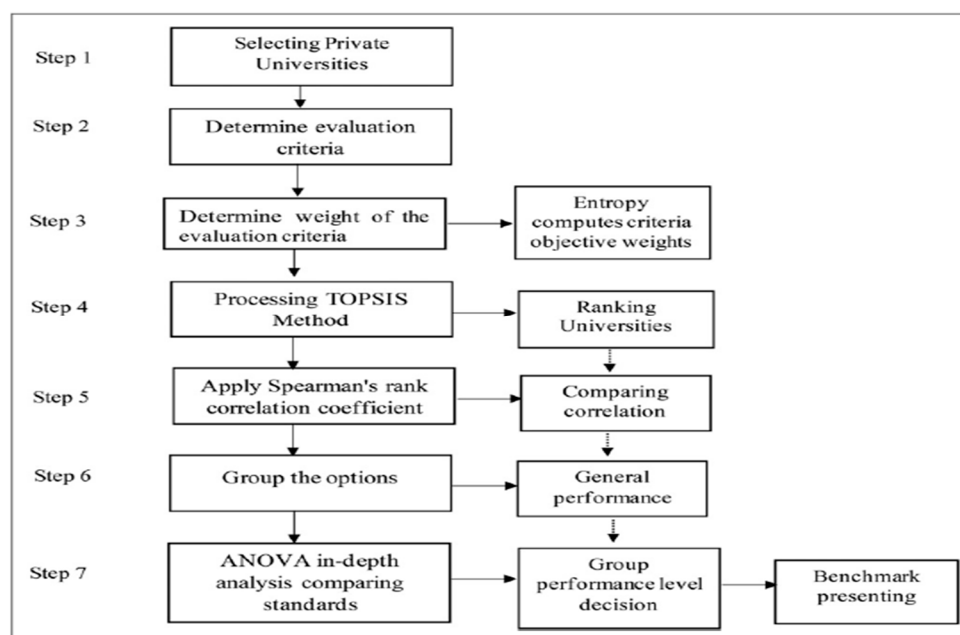 Step 1
Selecting Private
Universities
Step 2
Determine evaluation
criteria
Step 3
Determine weight of the
evaluation criteria
Entropy
computes criteria
objective weights
Step 4
Processing TOPSIS
Method
Ranking
Universities
Step 5
Apply Spearman's rank
correlation coefficient
Comparing
correlation
Step 6
Group the options
General
performance
Step 7
ANOVA in-depth
analysis comparing
standards
Group
performance level
decision
Benchmark
presenting